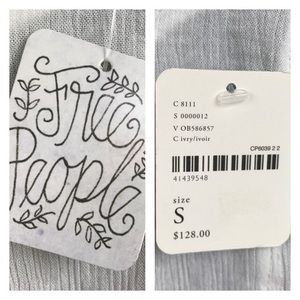 Free
People
C 8111
S 0000012
V OB586857
C ivry/ivoir
CP6039 2 2
41439548
size
S
$128.00